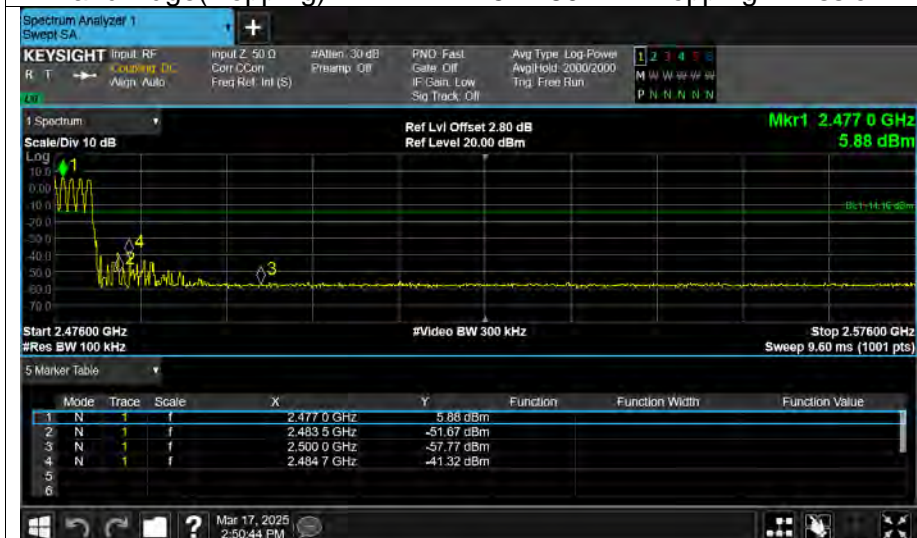 Spectrum Analyzer 1
Swept SA
+
KEYSIGHT Input: RF Input Z: 50 Ω #Atten: 30 dB PNO: Fast Avg Type: Log-Power 1 2 3 4 5 6
R T Coupling: DC Corr CCorr Preamp: Off Gate: Off Avg|Hold: 2000/2000 M W W W W W
Align: Auto Freq Ref: Int (S) IF Gain: Low Trig: Free Run
Sig Track: Off P N N N N N
1 Spectrum Ref Lvl Offset 2.80 dB Mkr1 2.477 0 GHz
Scale/Div 10 dB Ref Level 20.00 dBm 5.88 dBm
Log
10.0 1
0.00
-10.0 DL1 -14.16 dBm
-20.0
-30.0
-40.0 4
-50.0 2 3
-60.0
-70.0
Start 2.47600 GHz #Video BW 300 kHz Stop 2.57600 GHz
#Res BW 100 kHz Sweep 9.60 ms (1001 pts)
5 Marker Table
Mode Trace Scale X Y Function Function Width Function Value
1 N 1 f 2.477 0 GHz 5.88 dBm
2 N 1 f 2.483 5 GHz -51.67 dBm
3 N 1 f 2.500 0 GHz -57.77 dBm
4 N 1 f 2.484 7 GHz -41.32 dBm
5
6
? Mar 17, 2025
2:50:44 PM